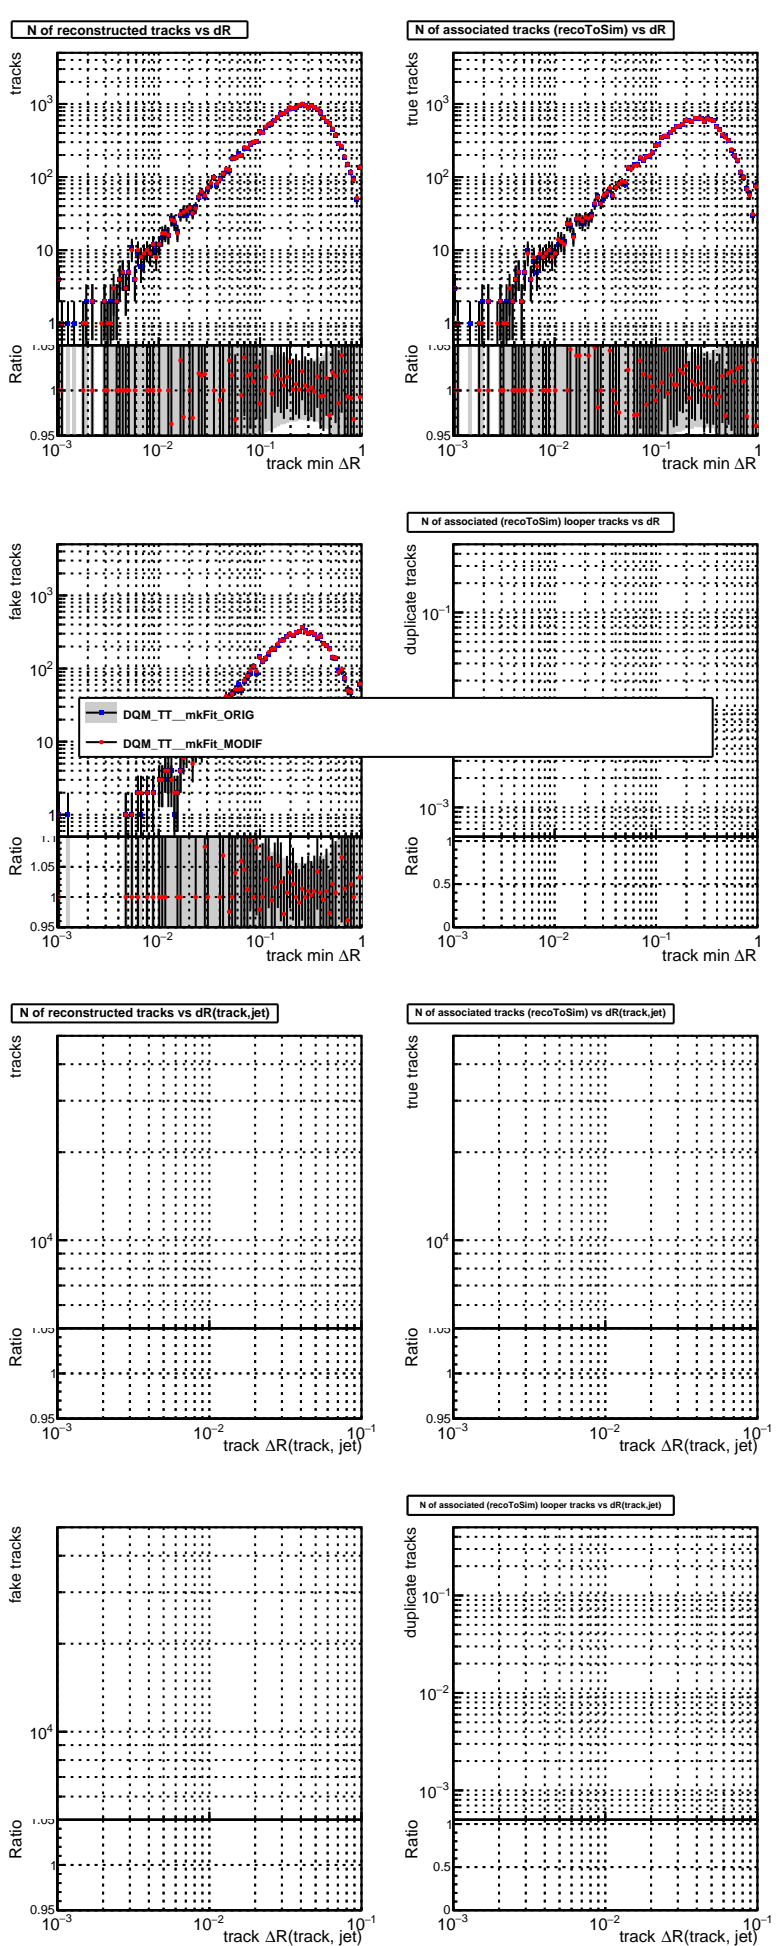 N of reconstructed tracks vs dR
N of associated tracks (recoToSim) vs dR
tracks
10³
10²
10
1
true tracks
10³
10²
10
1
Ratio
1.05
1
0.95
10⁻³
10⁻²
10⁻¹
1
track min ΔR
Ratio
1.05
1
0.95
10⁻³
10⁻²
10⁻¹
1
track min ΔR
N of associated (recoToSim) looper tracks vs dR
fake tracks
10³
10²
10
1
duplicate tracks
10⁻¹
10⁻³
DQM_TT__mkFit_ORIG
DQM_TT__mkFit_MODIF
Ratio
1.1
1.05
1
0.95
10⁻³
10⁻²
10⁻¹
1
track min ΔR
Ratio
1
0.5
0
10⁻³
10⁻²
10⁻¹
1
track min ΔR
N of reconstructed tracks vs dR(track,jet)
N of associated tracks (recoToSim) vs dR(track,jet)
tracks
10⁴
true tracks
10⁴
Ratio
1.05
1
0.95
10⁻³
10⁻²
10⁻¹
track ΔR(track, jet)
Ratio
1.05
1
0.95
10⁻³
10⁻²
10⁻¹
track ΔR(track, jet)
N of associated (recoToSim) looper tracks vs dR(track,jet)
fake tracks
10⁴
duplicate tracks
10⁻¹
10⁻²
10⁻³
Ratio
1.05
1
0.95
10⁻³
10⁻²
10⁻¹
track ΔR(track, jet)
Ratio
1
0.5
0
10⁻³
10⁻²
10⁻¹
track ΔR(track, jet)